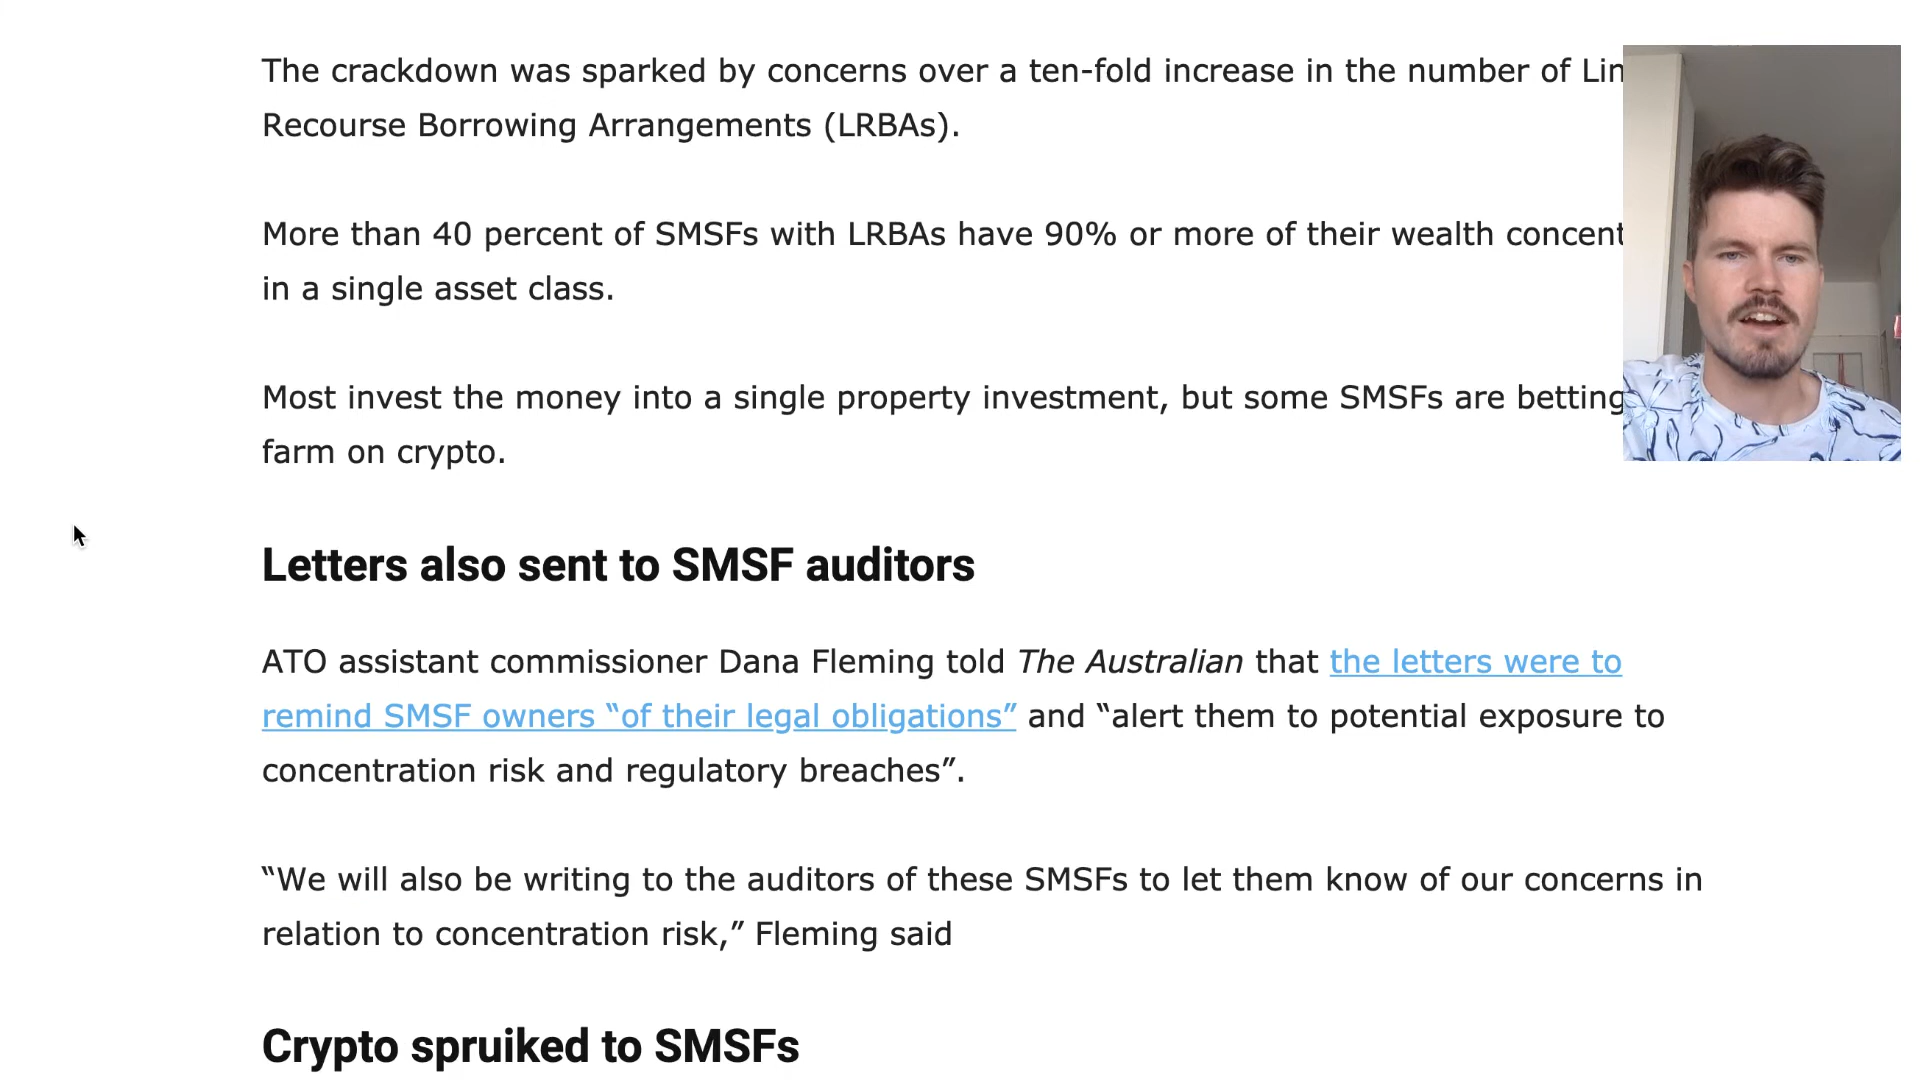 The crackdown was sparked by concerns over a ten-fold increase in the number of
Recourse Borrowing Arrangements (LRBAs).
More than 40 percent of SMSFs with LRBAs have 90% or more of their wealth
in a single asset class.
Most invest the money into a single property investment, but some SMSFs are betting
farm on crypto.
Letters also sent to SMSF auditors
ATO assistant commissioner Dana Fleming told The Australian that the letters were to
remind SMSF owners “of their legal obligations” and “alert them to potential exposure to
concentration risk and regulatory breaches”.
“We will also be writing to the auditors of these SMSFs to let them know of our concerns in
relation to concentration risk,” Fleming said
Crypto spruiked to SMSFs